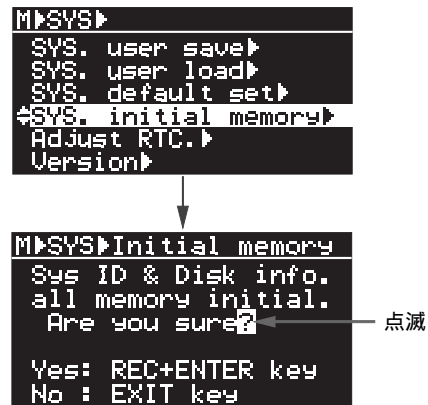 M▶SYS▶
SYS. user save▶
SYS. user load▶
SYS. default set▶
SYS. initial memory▶
Adjust RTC.▶
Version▶
M▶SYS▶Initial memory
Sys ID & Disk info.
all memory initial.
Are you sure?
点滅
Yes: REC+ENTER key
No : EXIT key